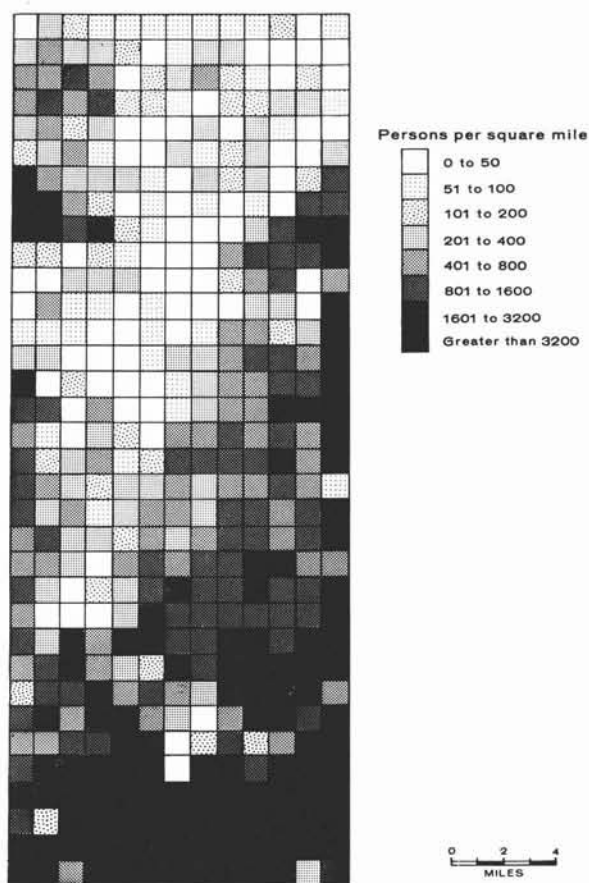 Persons per square mile
0 to 50
51 to 100
101 to 200
201 to 400
401 to 800
801 to 1600
1601 to 3200
Greater than 3200
0 2 4
MILES